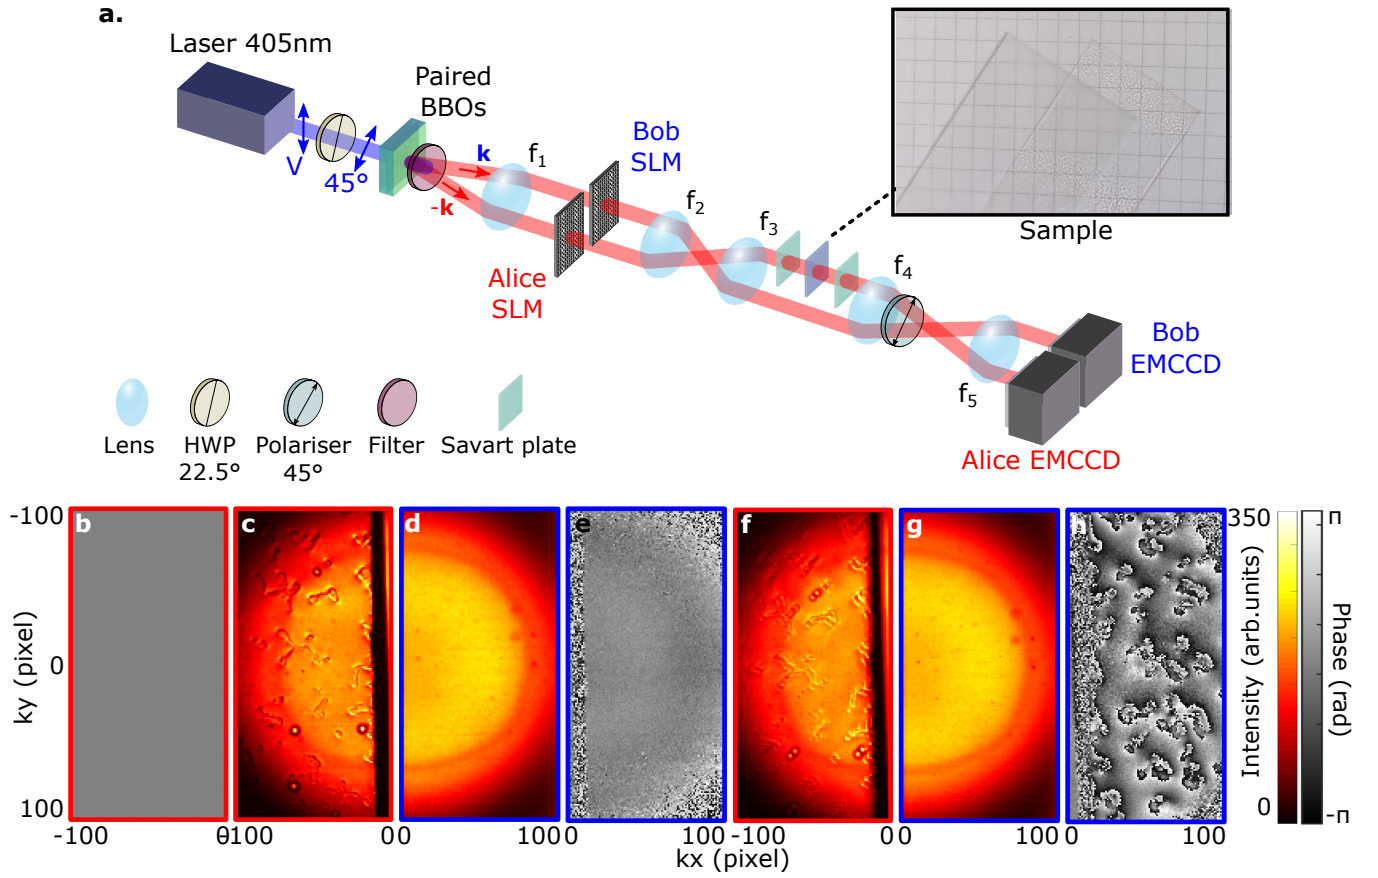 a.
Laser 405nm
Paired
BBOs
V
45°
k
-k
f1
Bob
SLM
Alice
SLM
f2
f3
f4
f5
Sample
Bob
EMCCD
Alice EMCCD
Lens
HWP
22.5°
Polariser
45°
Filter
Savart plate
b
c
d
e
f
g
h
-100
0
100
ky (pixel)
-100
0
-100
0
0
100
0
100
-100
0
0
100
0
100
kx (pixel)
350
0
Intensity (arb.units)
π
-π
Phase (rad)